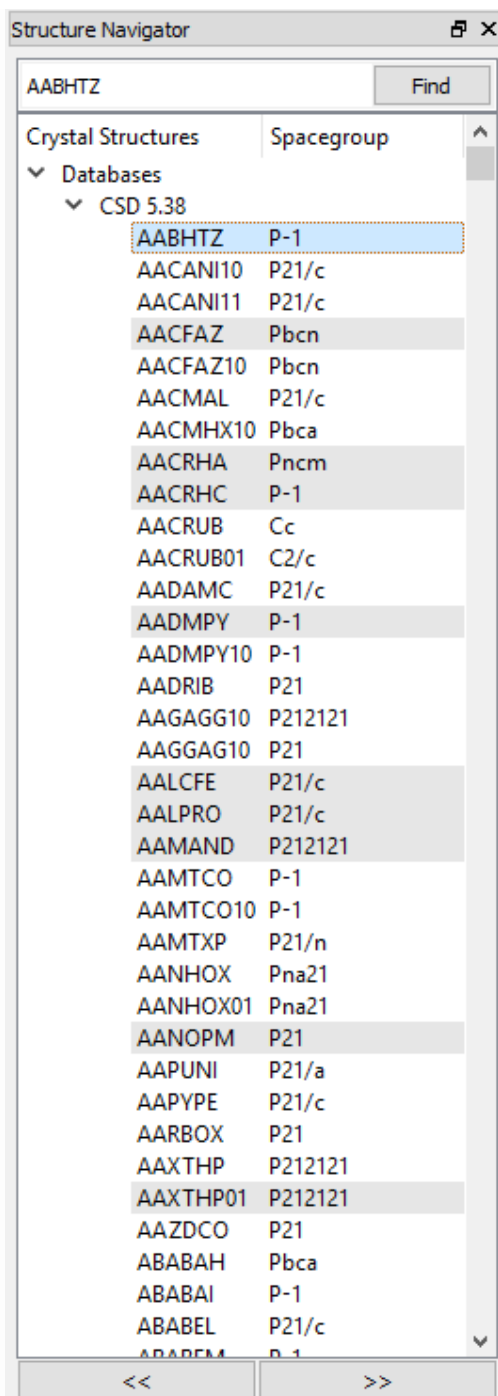 Structure Navigator
AABHTZ Find
Crystal Structures Spacegroup
Databases
CSD 5.38
AABHTZ P-1
AACANI10 P21/c
AACANI11 P21/c
AACFAZ Pbcn
AACFAZ10 Pbcn
AACMAL P21/c
AACMHX10 Pbca
AACRHA Pncm
AACRHC P-1
AACRUB Cc
AACRUB01 C2/c
AADAMC P21/c
AADMPY P-1
AADMPY10 P-1
AADRIB P21
AAGAGG10 P212121
AAGGAG10 P21
AALCFE P21/c
AALPRO P21/c
AAMAND P212121
AAMTCO P-1
AAMTCO10 P-1
AAMTXP P21/n
AANHOX Pna21
AANHOX01 Pna21
AANOPM P21
AAPUNI P21/a
AAPYPE P21/c
AARBOX P21
AAXTHP P212121
AAXTHP01 P212121
AAZDCO P21
ABABAH Pbca
ABABAI P-1
ABABEL P21/c
ABABEM P-1
<< >>